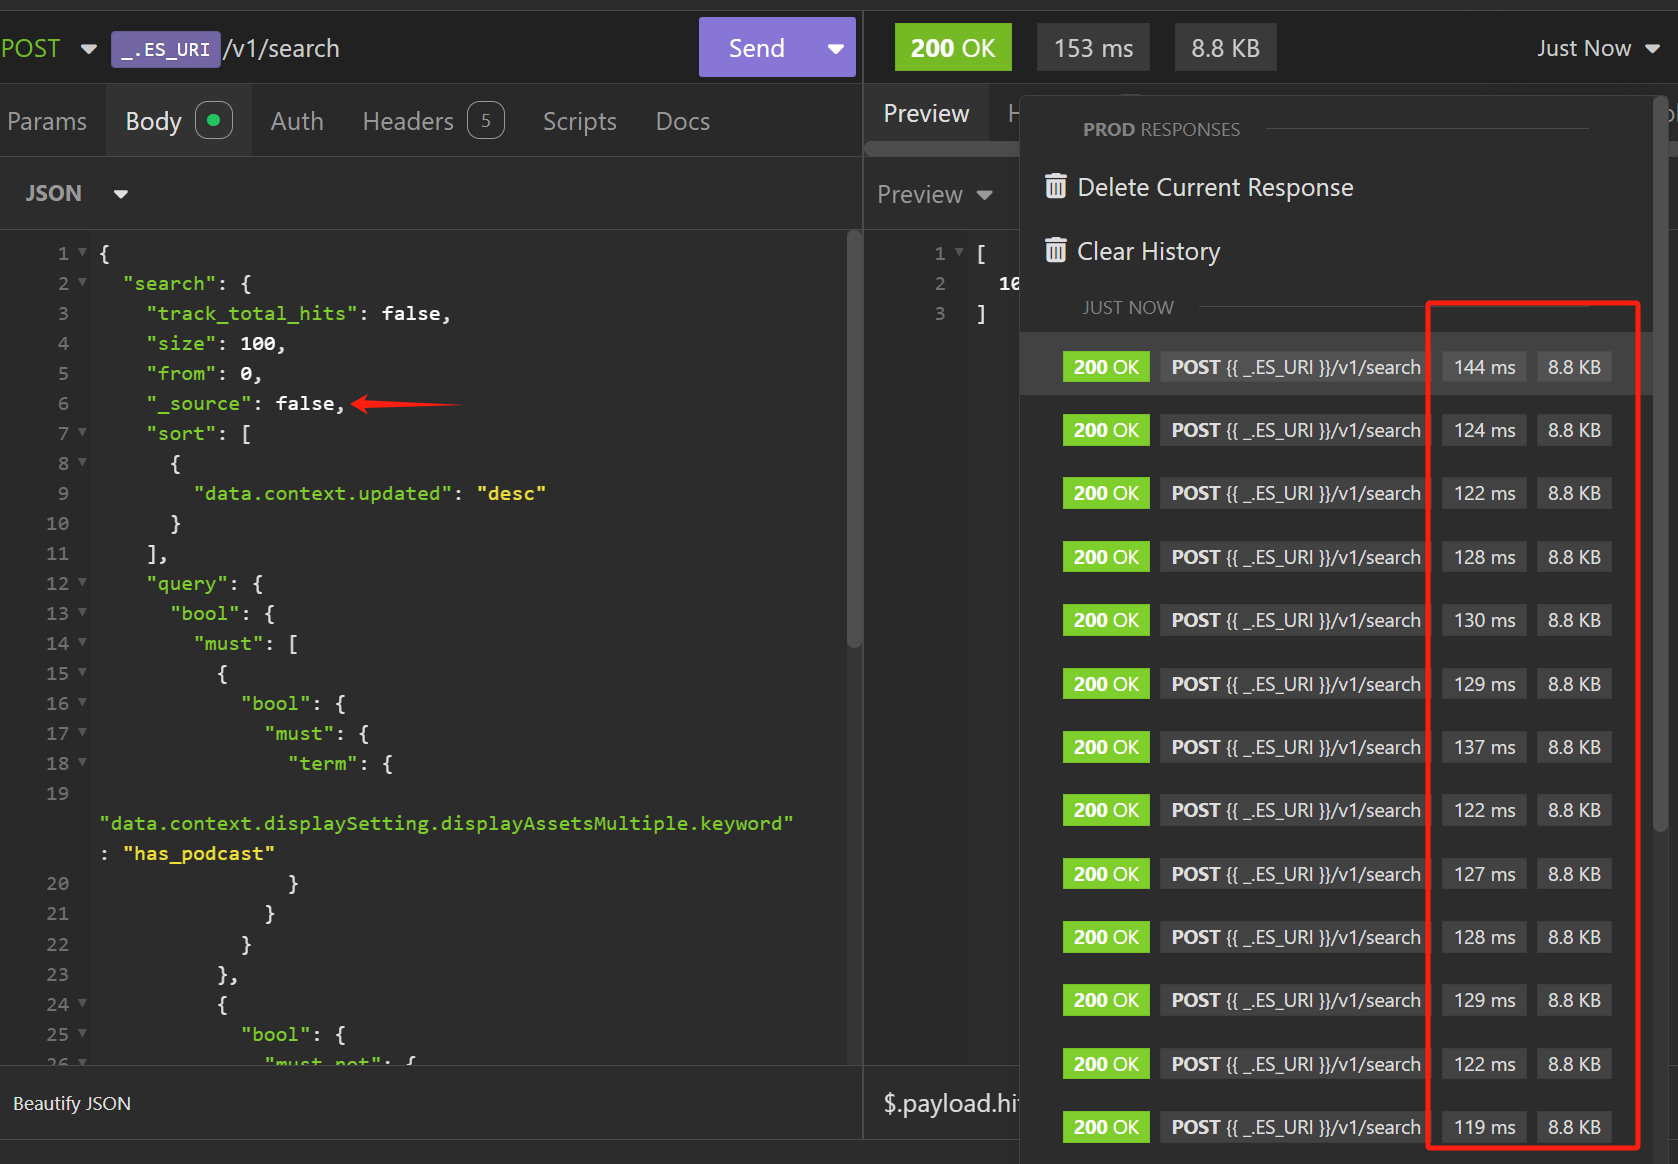 POST _.ES_URI /v1/search Send
200 OK 153 ms 8.8 KB Just Now
Params Body Auth Headers 5 Scripts Docs
JSON
1 {
2 "search": {
3 "track_total_hits": false,
4 "size": 100,
5 "from": 0,
6 "_source": false,
7 "sort": [
8 {
9 "data.context.updated": "desc"
10 }
11 ],
12 "query": {
13 "bool": {
14 "must": [
15 {
16 "bool": {
17 "must": {
18 "term": {
19
"data.context.displaySetting.displayAssetsMultiple.keyword"
: "has_podcast"
20 }
21 }
22 }
23 },
24 {
25 "bool": {
26 "must_not": {
Beautify JSON
Preview H
Preview
1 [
2 10
3 ]
$.payload.hi
PROD RESPONSES
Delete Current Response
Clear History
JUST NOW
200 OK POST {{ _.ES_URI }}/v1/search 144 ms 8.8 KB
200 OK POST {{ _.ES_URI }}/v1/search 124 ms 8.8 KB
200 OK POST {{ _.ES_URI }}/v1/search 122 ms 8.8 KB
200 OK POST {{ _.ES_URI }}/v1/search 128 ms 8.8 KB
200 OK POST {{ _.ES_URI }}/v1/search 130 ms 8.8 KB
200 OK POST {{ _.ES_URI }}/v1/search 129 ms 8.8 KB
200 OK POST {{ _.ES_URI }}/v1/search 137 ms 8.8 KB
200 OK POST {{ _.ES_URI }}/v1/search 122 ms 8.8 KB
200 OK POST {{ _.ES_URI }}/v1/search 127 ms 8.8 KB
200 OK POST {{ _.ES_URI }}/v1/search 128 ms 8.8 KB
200 OK POST {{ _.ES_URI }}/v1/search 129 ms 8.8 KB
200 OK POST {{ _.ES_URI }}/v1/search 122 ms 8.8 KB
200 OK POST {{ _.ES_URI }}/v1/search 119 ms 8.8 KB